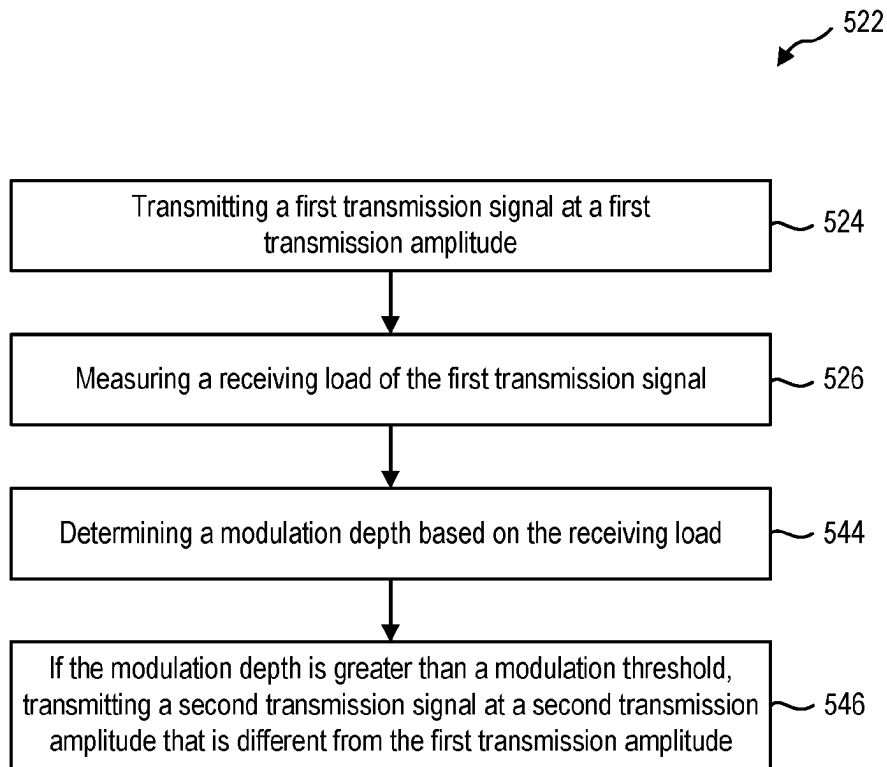 522
Transmitting a first transmission signal at a first
transmission amplitude
524
Measuring a receiving load of the first transmission signal
526
Determining a modulation depth based on the receiving load
544
If the modulation depth is greater than a modulation threshold,
transmitting a second transmission signal at a second transmission
amplitude that is different from the first transmission amplitude
546